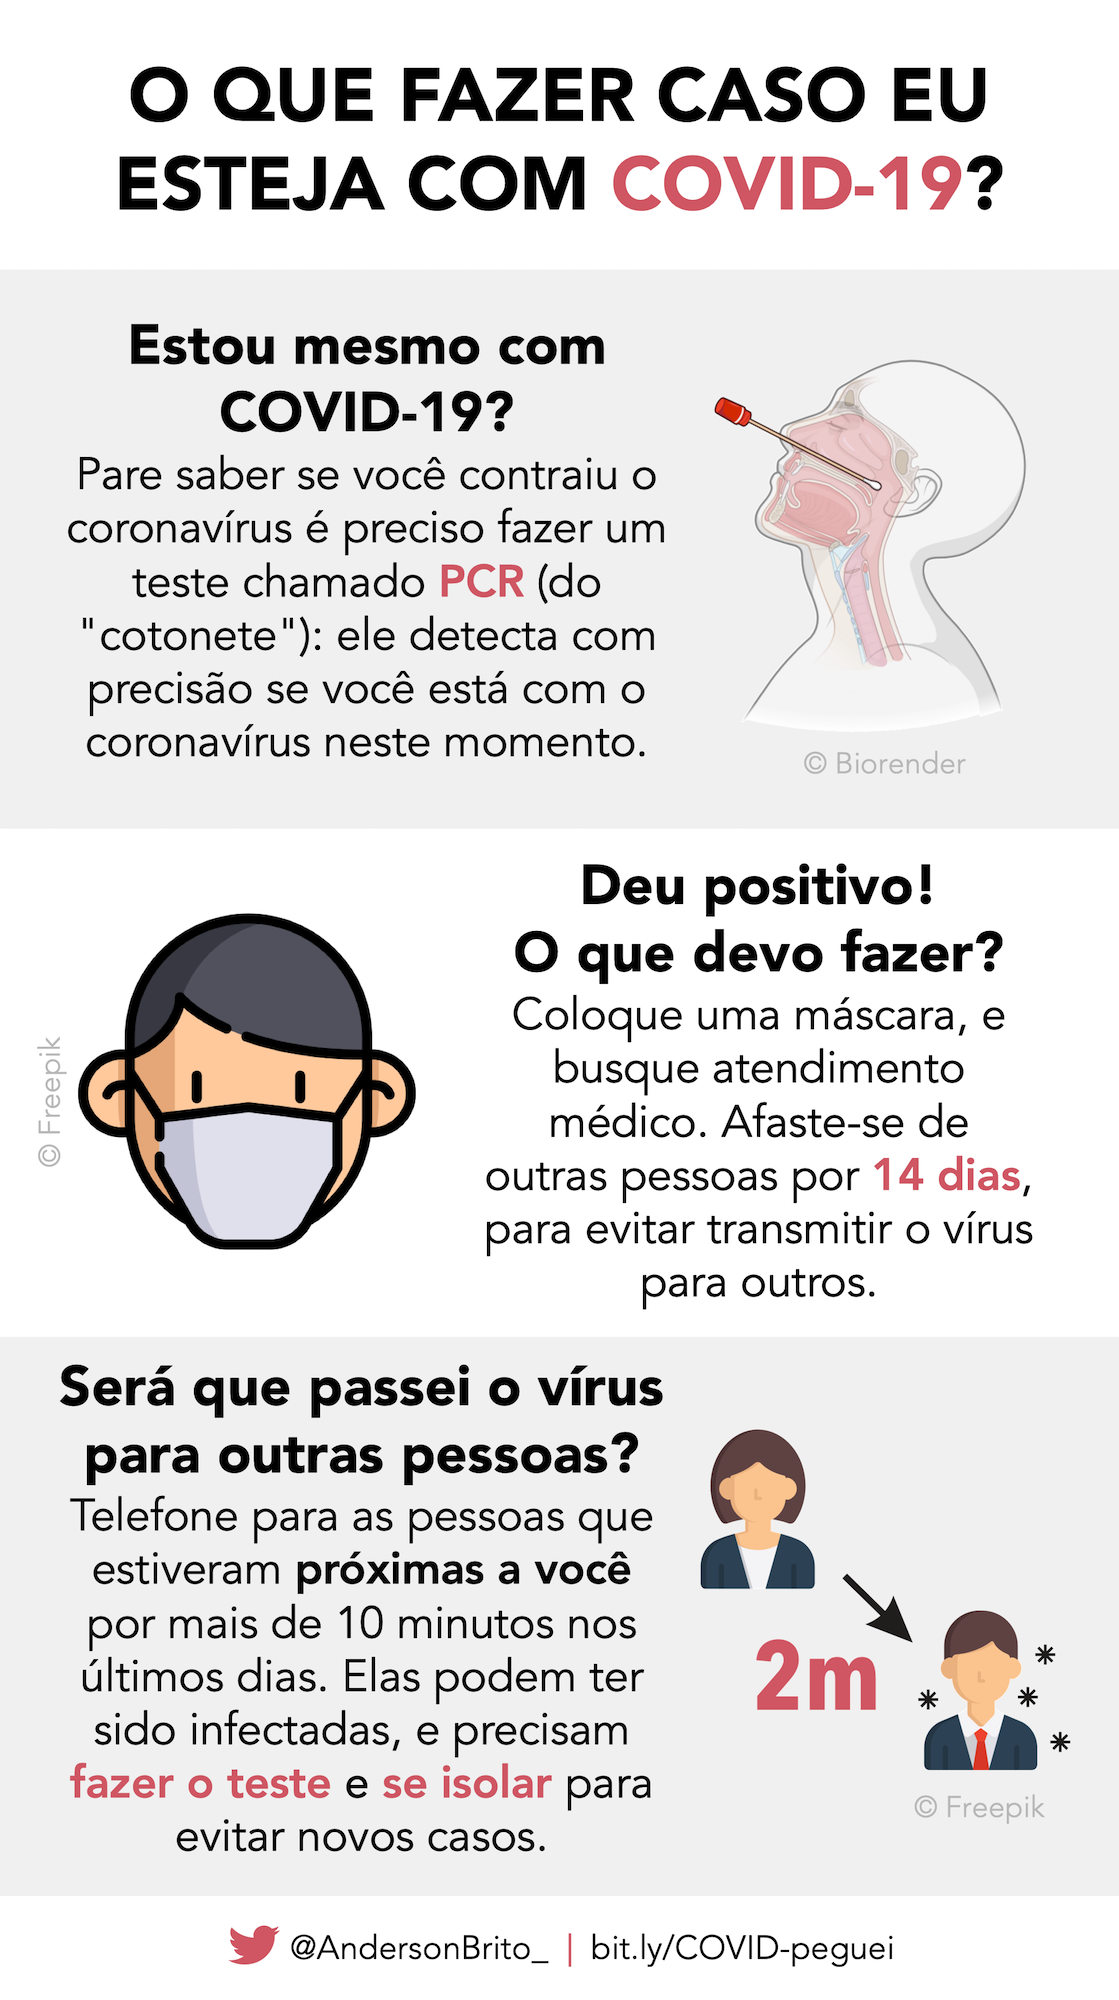 O QUE FAZER CASO EU
ESTEJA COM COVID-19?
Estou mesmo com
COVID-19?
Pare saber se você contraiu o
coronavírus é preciso fazer um
teste chamado PCR (do
"cotonete"): ele detecta com
precisão se você está com o
coronavírus neste momento.
© Biorender
Deu positivo!
O que devo fazer?
Coloque uma máscara, e
busque atendimento
médico. Afaste-se de
outras pessoas por 14 dias,
para evitar transmitir o vírus
para outros.
© Freepik
Será que passei o vírus
para outras pessoas?
Telefone para as pessoas que
estiveram próximas a você
por mais de 10 minutos nos
últimos dias. Elas podem ter
sido infectadas, e precisam
fazer o teste e se isolar para
evitar novos casos.
2m
© Freepik
@AndersonBrito_ | bit.ly/COVID-peguei